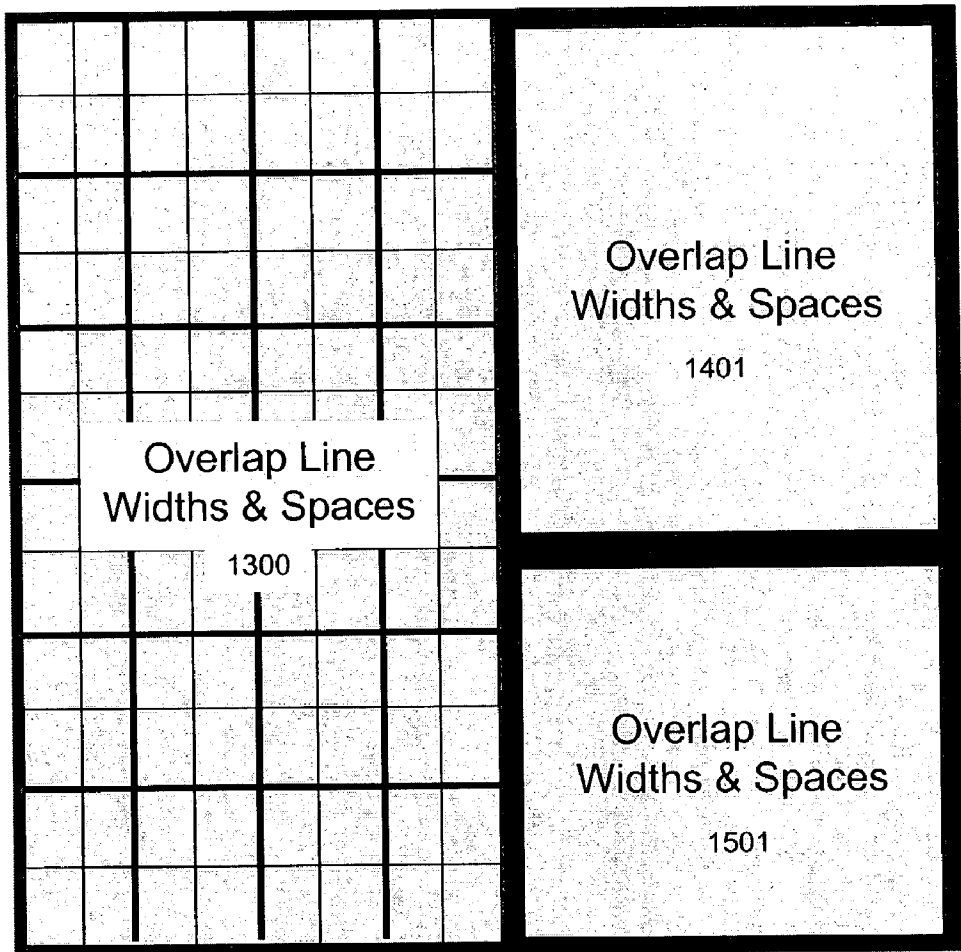 Overlap Line
Widths & Spaces
1300
Overlap Line
Widths & Spaces
1401
Overlap Line
Widths & Spaces
1501